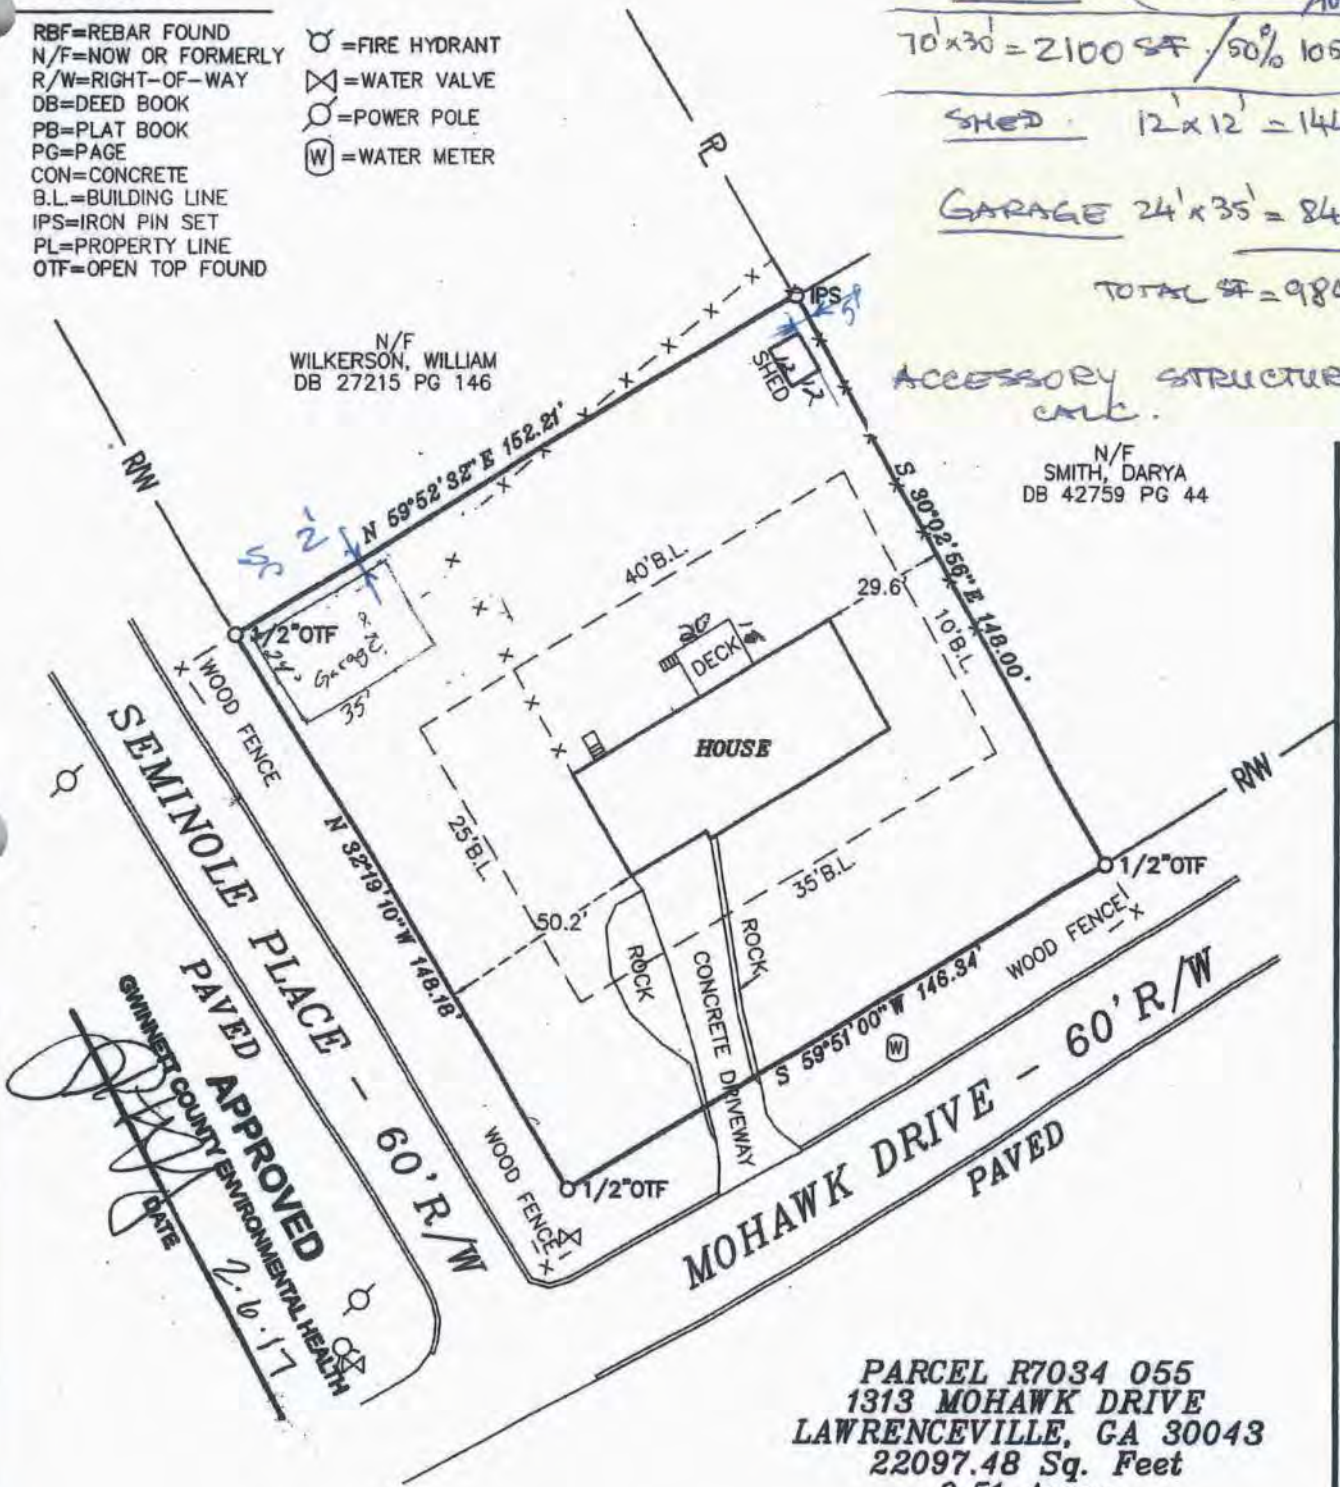 RBF=REBAR FOUND
N/F=NOW OR FORMERLY
R/W=RIGHT-OF-WAY
DB=DEED BOOK
PB=PLAT BOOK
PG=PAGE
CON=CONCRETE
B.L.=BUILDING LINE
IPS=IRON PIN SET
PL=PROPERTY LINE
OTF=OPEN TOP FOUND
=FIRE HYDRANT
=WATER VALVE
=POWER POLE
W =WATER METER
70'x30' = 2100 SF / 50%
SHED 12'x12' =
GARAGE 24'x35' =
TOTAL SF =
ACCESSORY STRUCTURE
CALC.
PL
IPS
5'
N/F
WILKERSON, WILLIAM
DB 27215 PG 146
N/F
SMITH, DARYA
DB 42759 PG 44
R/W
N 59°52'32" E 152.21'
SHED
12
12
S 30°02'56" E 148.00'
2'
1/2"OTF
24'
Garage
35'
40'B.L.
29.6'
10'B.L.
20
DECK
HOUSE
WOOD FENCE
25'B.L.
35'B.L.
50.2'
ROCK
CONCRETE DRIVEWAY
ROCK
N 32°19'10"W 148.18'
S 59°51'00"W 146.34'
W
1/2"OTF
R/W
WOOD FENCE
SEMINOLE PLACE - 60' R/W
PAVED
WOOD FENCE
1/2"OTF
MOHAWK DRIVE - 60' R/W
PAVED
APPROVED
GWINNETT COUNTY ENVIRONMENTAL HEALTH
DATE 2.6.17
PARCEL R7034 055
1313 MOHAWK DRIVE
LAWRENCEVILLE, GA 30043
22097.48 Sq. Feet